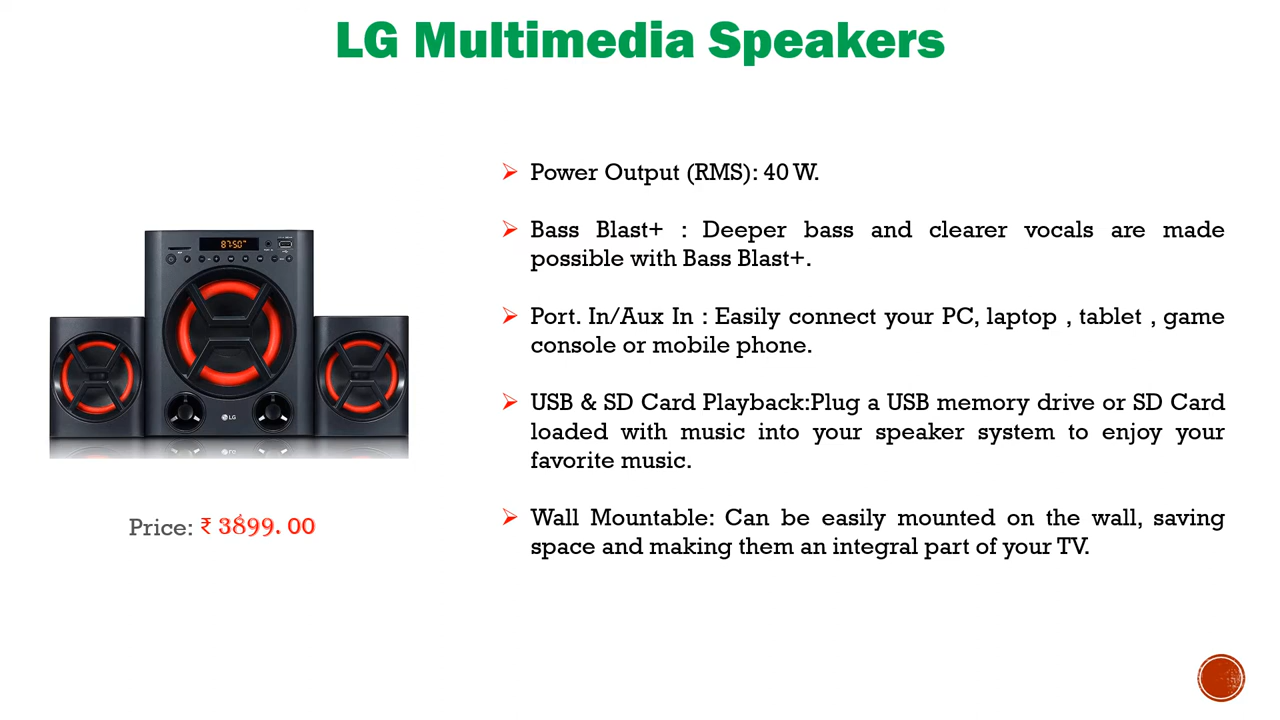 LG Multimedia Speakers
Power Output (RMS): 40 W.
Bass Blast+ : Deeper bass and clearer vocals are made
possible with Bass Blast+.
Port. In/Aux In : Easily connect your PC, laptop , tablet , game
console or mobile phone.
USB & SD Card Playback:Plug a USB memory drive or SD Card
loaded with music into your speaker system to enjoy your
favorite music.
Wall Mountable: Can be easily mounted on the wall, saving
space and making them an integral part of your TV.
87.50
LG
Price: ₹ 3899. 00